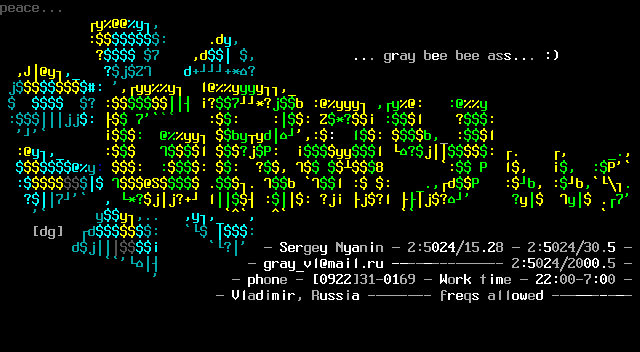 peace...
... gray bee bee ass... :)
[dg]
- Sergey Nyanin - 2:5024/15.28 - 2:5024/30.5 -
- gray_vl@mail.ru ----------- 2:5024/2000.5 -
- phone - [0922]31-0169 - Work time - 22:00-7:00 -
- Vladimir, Russia -------- freqs allowed ----------